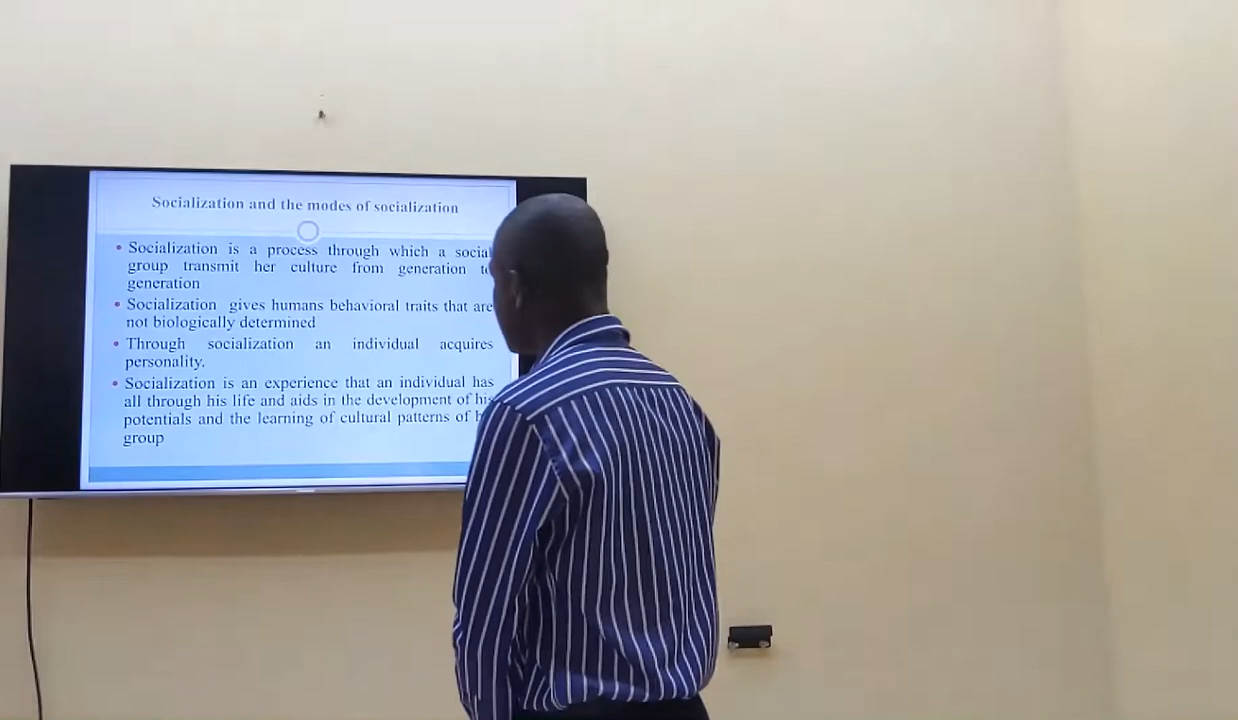 Socialization and the modes of socialization
• Socialization is a process through which a social
group transmit her culture from generation to
generation
• Socialization gives humans behavioral traits that are
not biologically determined
• Through socialization an individual acquires
personality.
• Socialization is an experience that an individual has
all through his life and aids in the development of his
potentials and the learning of cultural patterns of
group